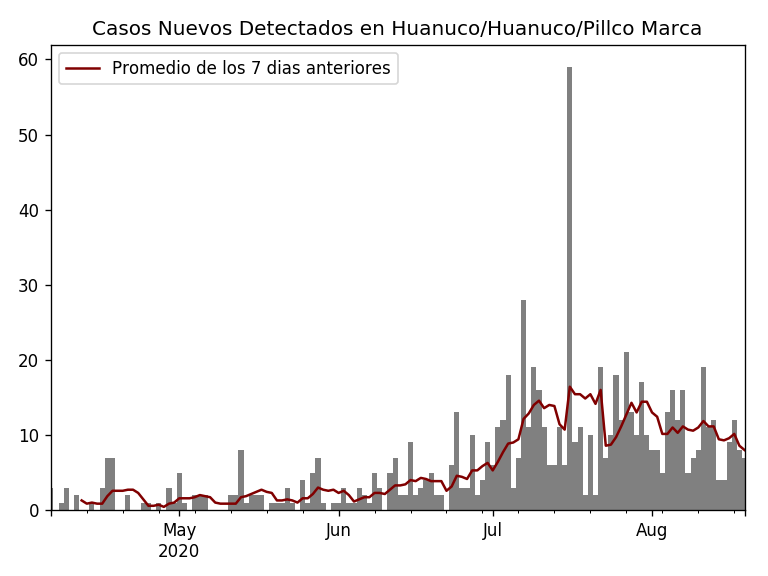 Casos Nuevos Detectados en Huanuco/Huanuco/Pillco Marca
Promedio de los 7 dias anteriores
60
50
40
30
20
10
0
May
2020
Jun
Jul
Aug